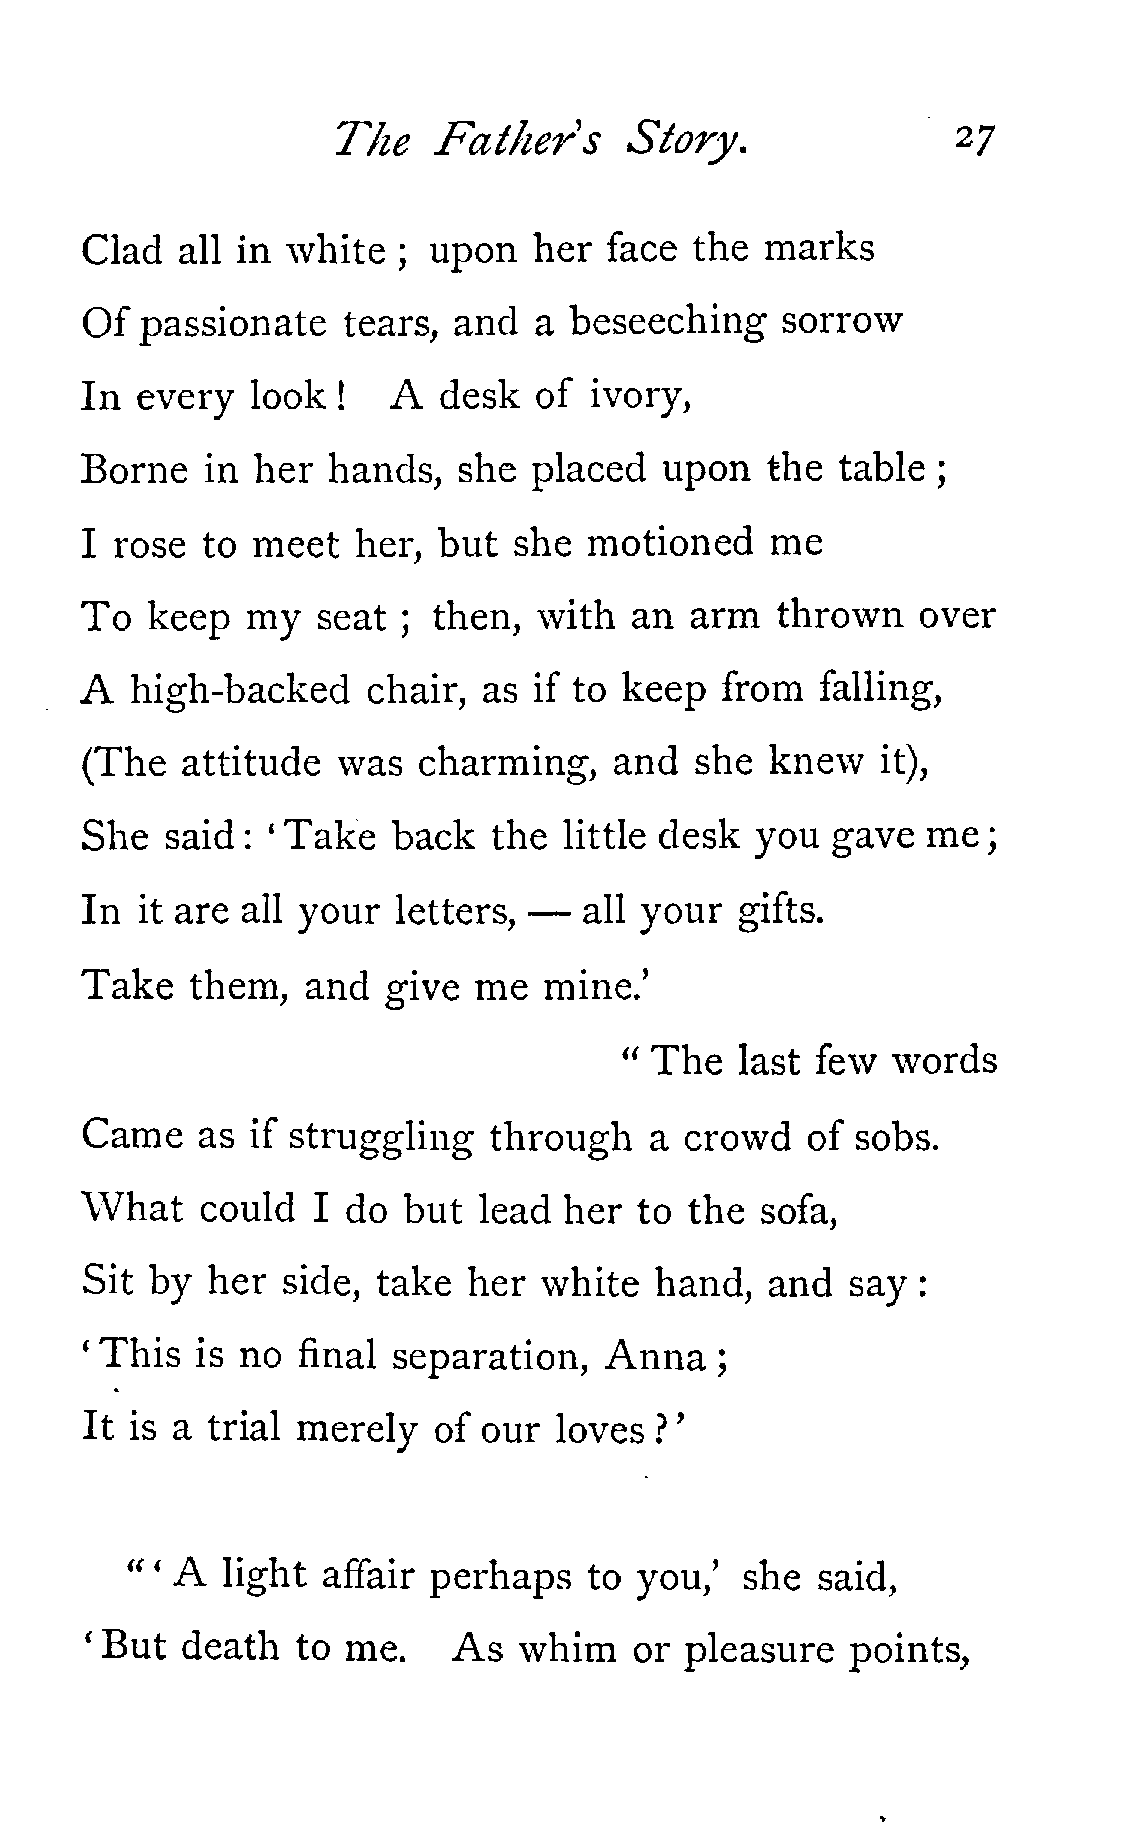 The Father's Story. 27
Clad all in white ; upon her face the marks
Of passionate tears, and a beseeching sorrow
In every look ! A desk of ivory,
Borne in her hands, she placed upon the table ;
I rose to meet her, but she motioned me
To keep my seat ; then, with an arm thrown over
A high-backed chair, as if to keep from falling,
(The attitude was charming, and she knew it),
She said : ‘ Take back the little desk you gave me ;
In it are all your letters, — all your gifts.
Take them, and give me mine.’
“ The last few words
Came as if struggling through a crowd of sobs.
What could I do but lead her to the sofa,
Sit by her side, take her white hand, and say :
‘ This is no final separation, Anna ;
It is a trial merely of our loves ? ’
“ ‘ A light affair perhaps to you,’ she said,
‘ But death to me. As whim or pleasure points,